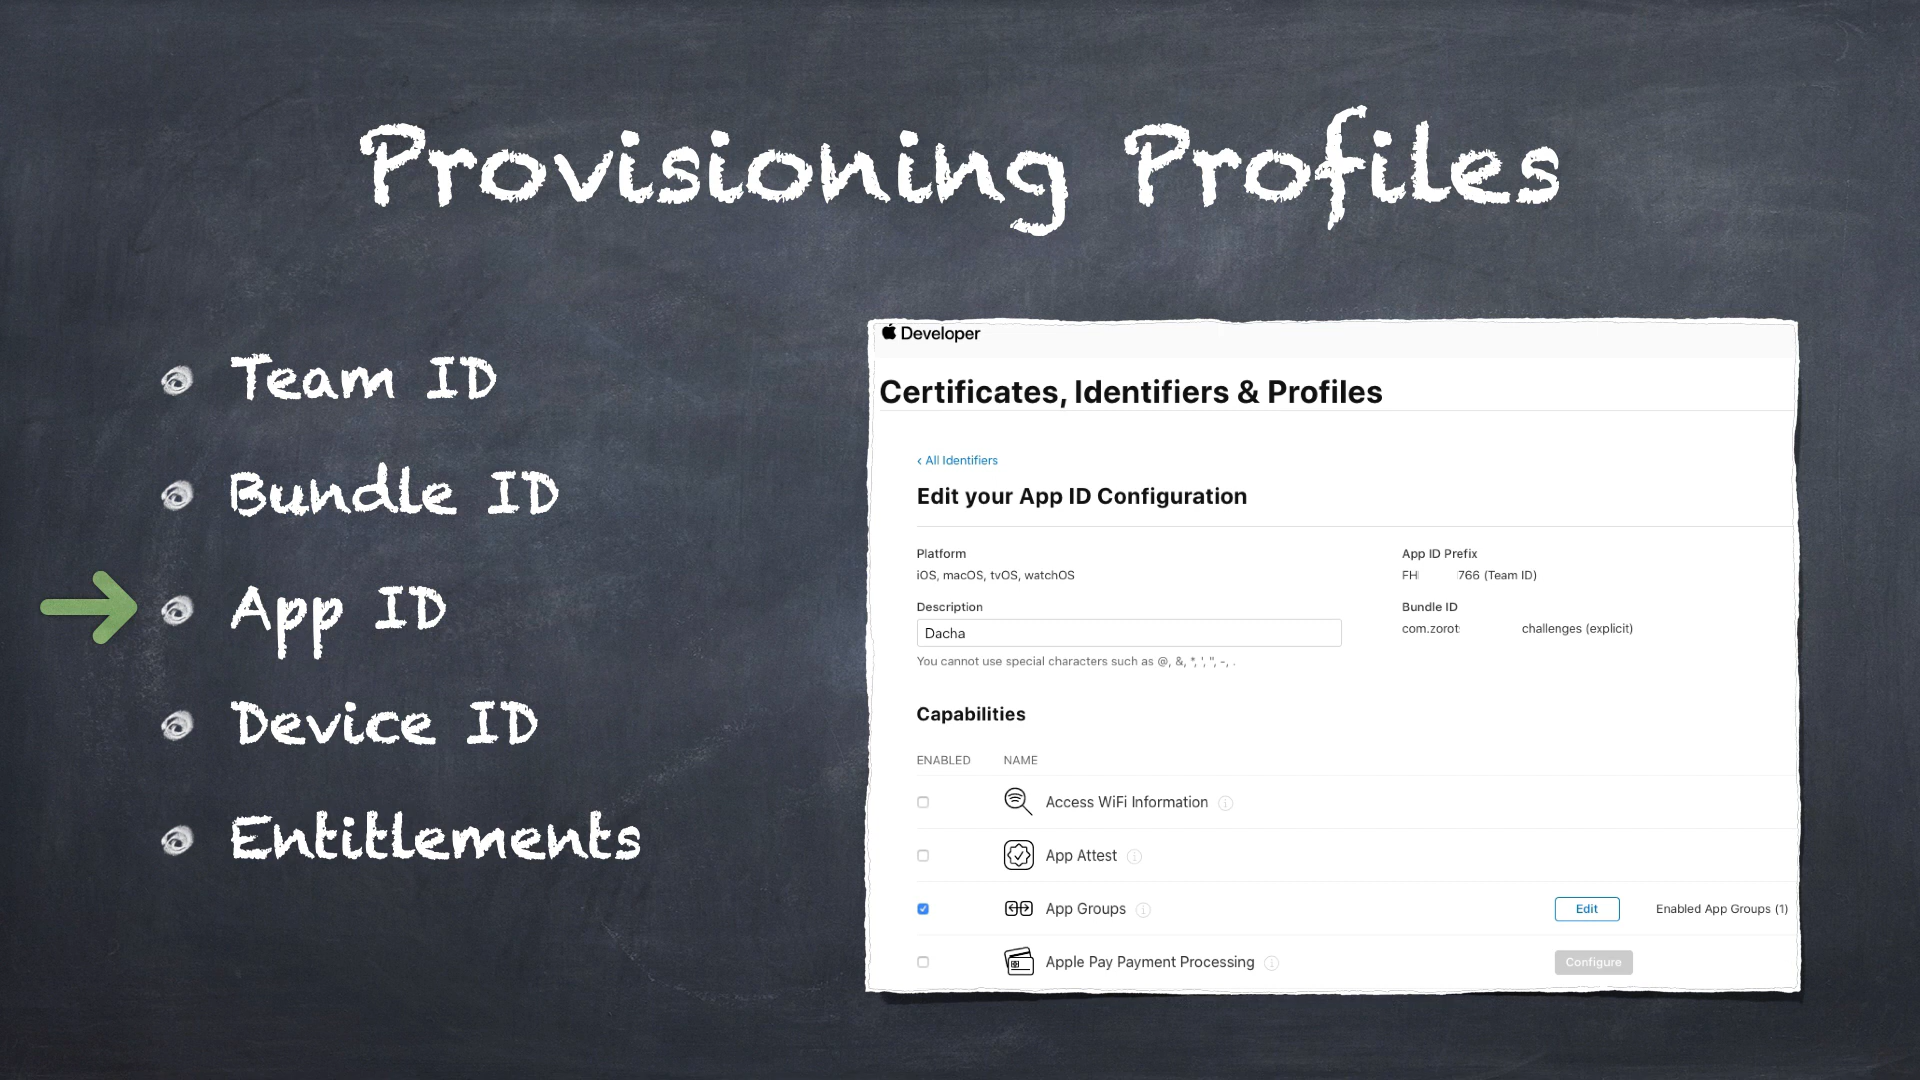 Provisioning Profiles
Team ID
Bundle ID
App ID
Device ID
Entitlements
Developer
Certificates, Identifiers & Profiles
‹ All Identifiers
Edit your App ID Configuration
Platform
iOS, macOS, tvOS, watchOS
App ID Prefix
FH 766 (Team ID)
Description
Dacha
You cannot use special characters such as @, &, *, ', ", -, .
Bundle ID
com.zorot challenges (explicit)
Capabilities
ENABLED NAME
Access WiFi Information
App Attest
App Groups Edit Enabled App Groups (1)
Apple Pay Payment Processing Configure